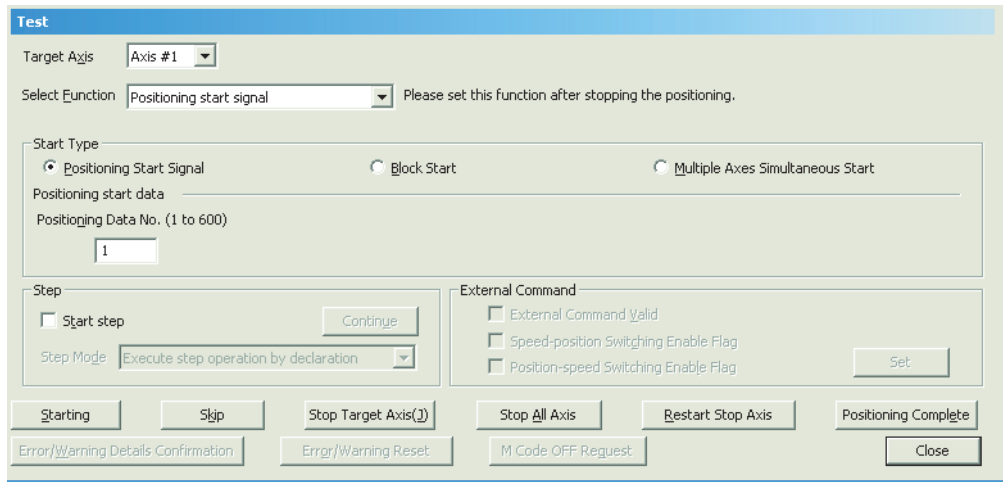 Test
Target Axis Axis #1
Select Function Positioning start signal Please set this function after stopping the positioning.
Start Type
Positioning Start Signal Block Start Multiple Axes Simultaneous Start
Positioning start data
Positioning Data No. (1 to 600)
1
Step
Start step Continue
Step Mode Execute step operation by declaration
External Command
External Command Valid
Speed-position Switching Enable Flag
Position-speed Switching Enable Flag
Set
Starting Skip Stop Target Axis(J) Stop All Axis Restart Stop Axis Positioning Complete
Error/Warning Details Confirmation Error/Warning Reset M Code OFF Request Close